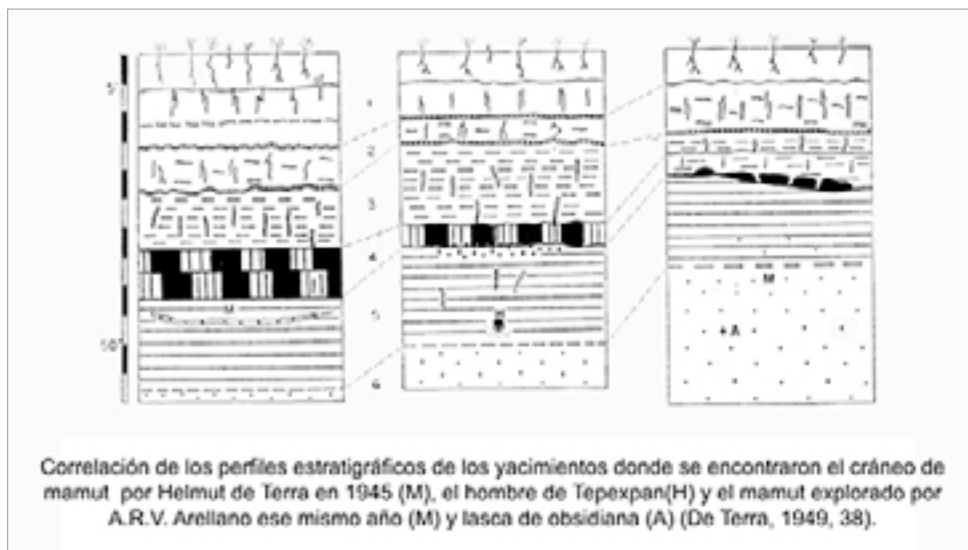 1
2
3
4
5
6
M
M
A
Correlación de los perfiles estratigráficos de los yacimientos donde se encontraron el cráneo de
mamut por Helmut de Terra en 1945 (M), el hombre de Tepexpan(H) y el mamut explorado por
A.R.V. Arellano ese mismo año (M) y lasca de obsidiana (A) (De Terra, 1949, 38).